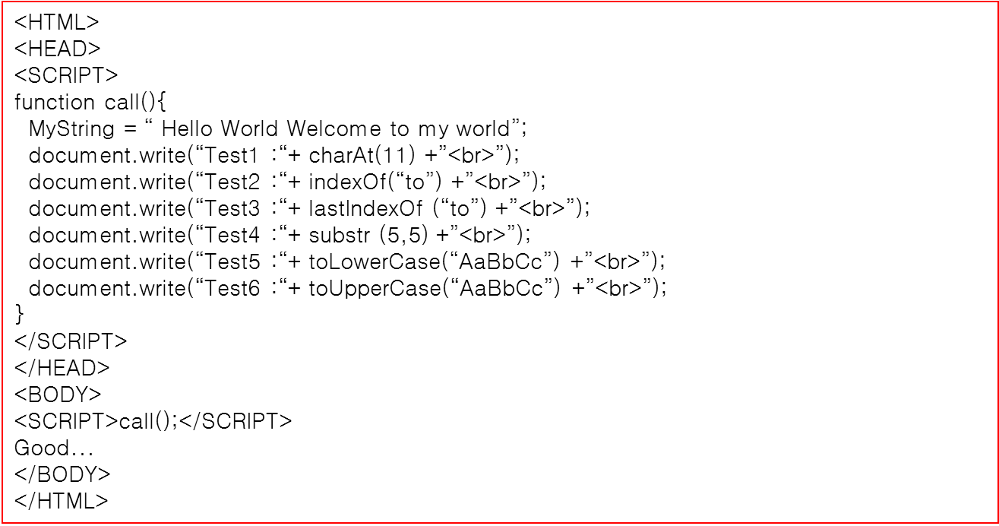 <HTML>
<HEAD>
<SCRIPT>
function call(){
  MyString = “ Hello World Welcome to my world”;
  document.write(“Test1 :“+ charAt(11) +”<br>”);
  document.write(“Test2 :“+ indexOf(“to”) +”<br>”);
  document.write(“Test3 :“+ lastIndexOf (“to”) +”<br>”);
  document.write(“Test4 :“+ substr (5,5) +”<br>”);
  document.write(“Test5 :“+ toLowerCase(“AaBbCc”) +”<br>”);
  document.write(“Test6 :“+ toUpperCase(“AaBbCc”) +”<br>”);
}
</SCRIPT>
</HEAD>
<BODY>
<SCRIPT>call();</SCRIPT>
Good...
</BODY>
</HTML>